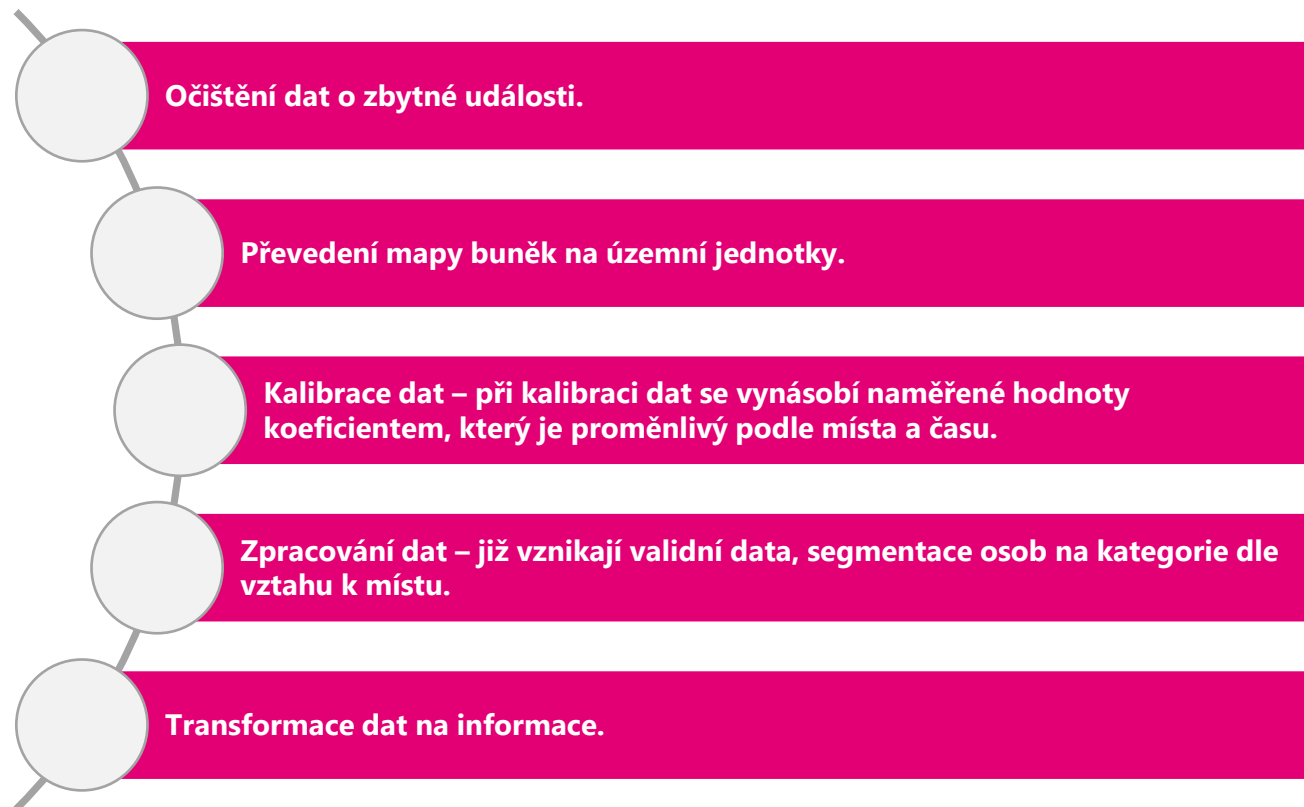 Očištění dat o zbytné události.
Převedení mapy buněk na územní jednotky.
Kalibrace dat – při kalibraci dat se vynásobí naměřené hodnoty
koeficientem, který je proměnlivý podle místa a času.
Zpracování dat – již vznikají validní data, segmentace osob na kategorie dle
vztahu k místu.
Transformace dat na informace.